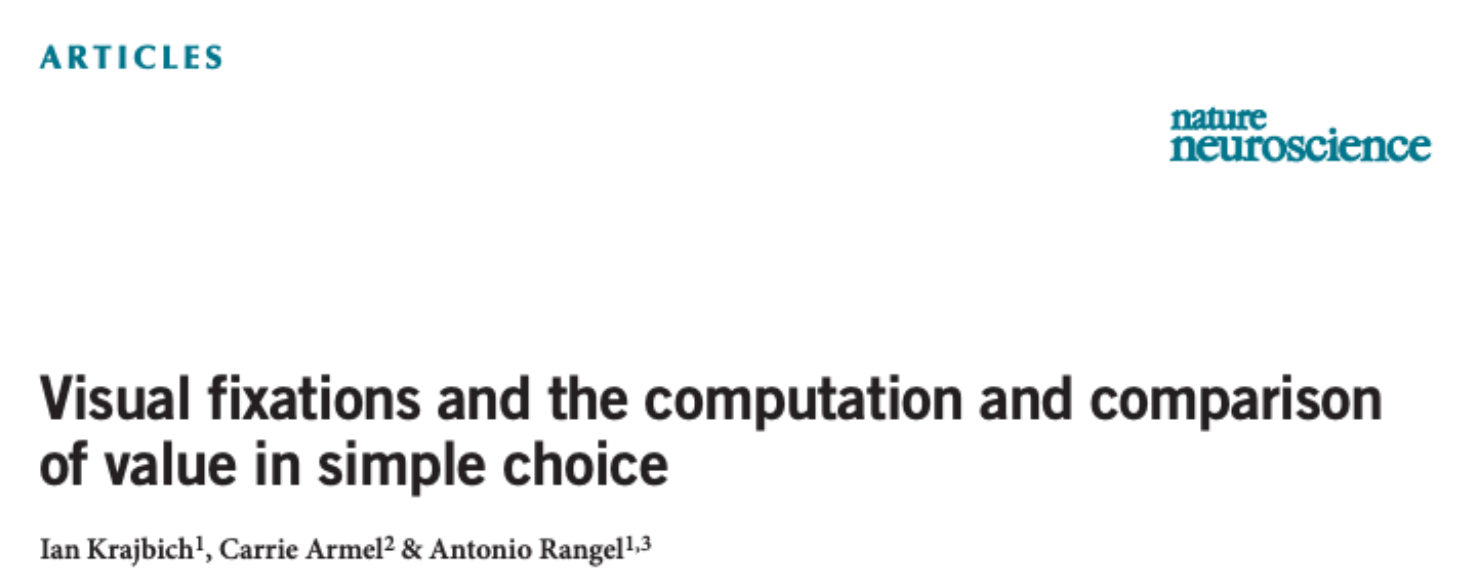 ARTICLES
nature
neuroscience
Visual fixations and the computation and comparison
of value in simple choice
Ian Krajbich¹, Carrie Armel² & Antonio Rangel¹,³